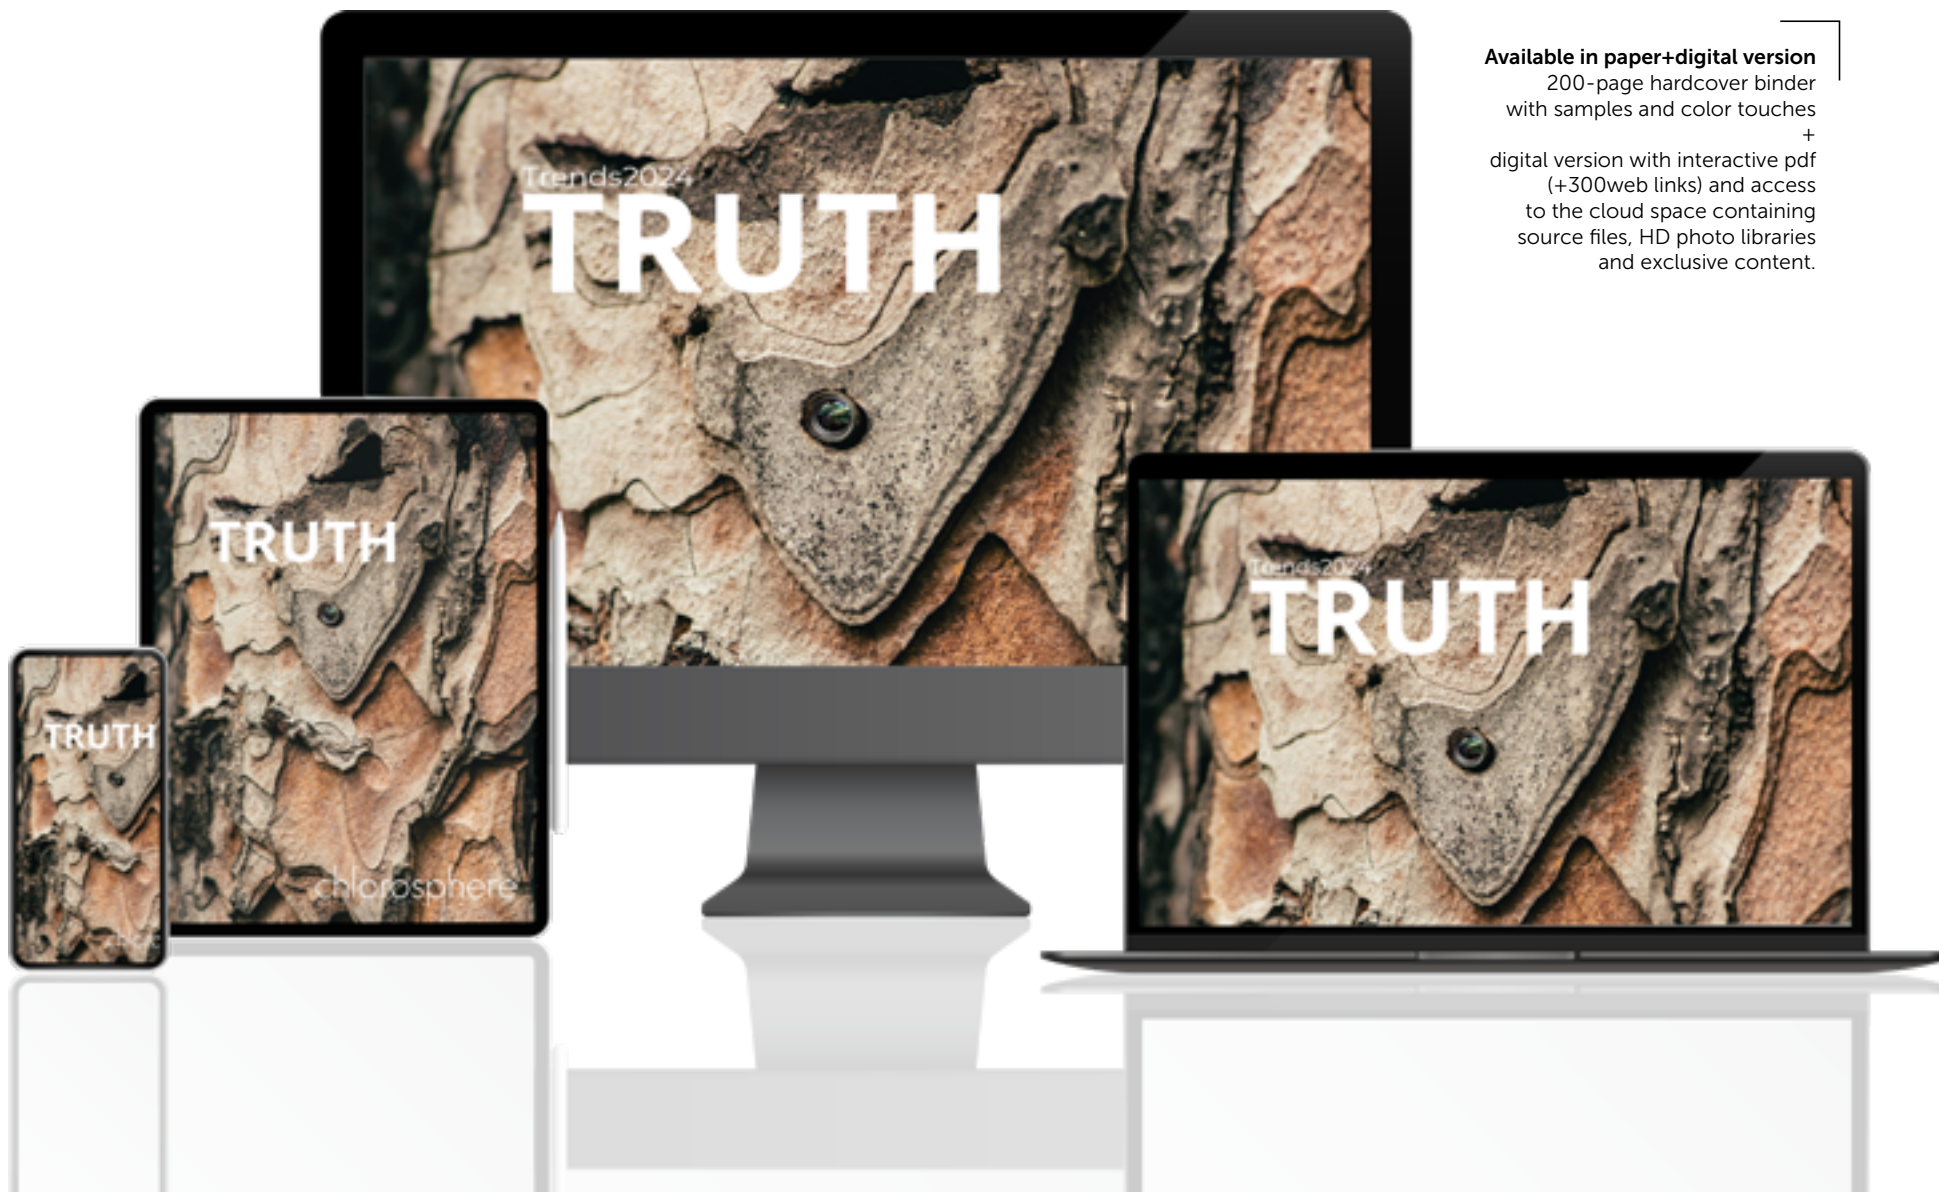 Available in paper+digital version
200-page hardcover binder
with samples and color touches
+
digital version with interactive pdf
(+300web links) and access
to the cloud space containing
source files, HD photo libraries
and exclusive content.
Trends2024
TRUTH
TRUTH
chlorosphere
TRUTH
Trends2024
TRUTH